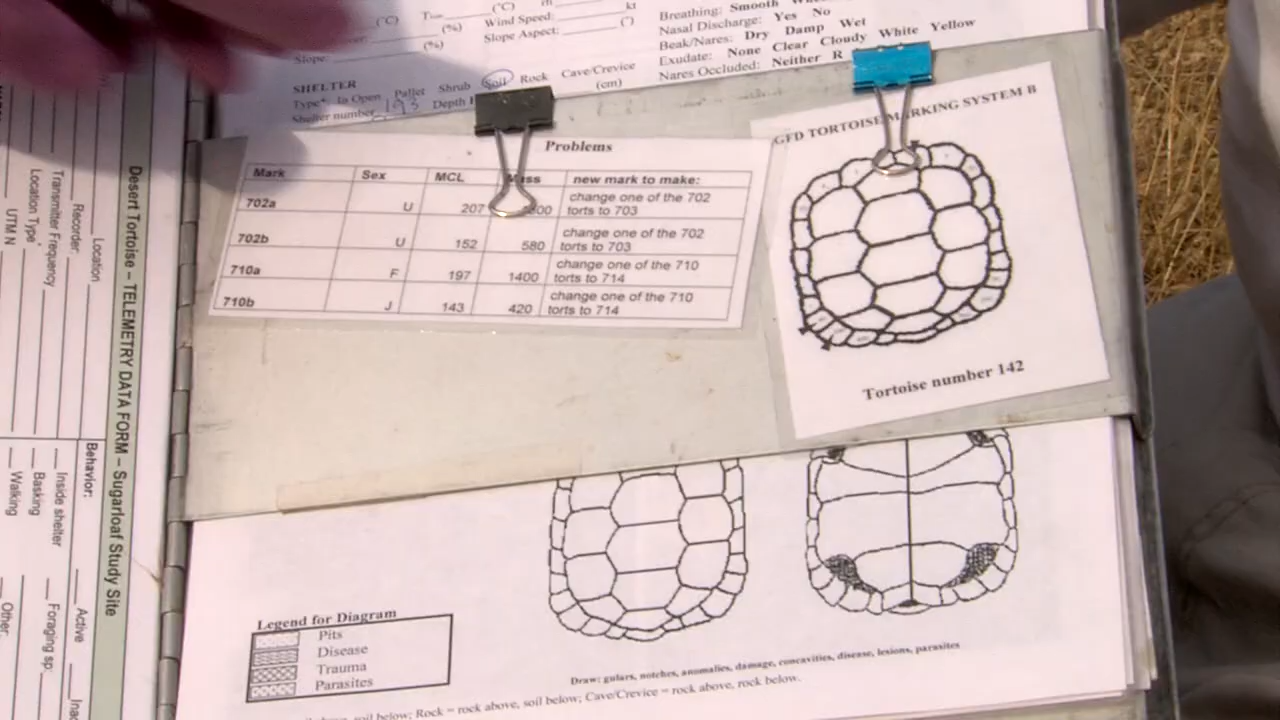 (°C)
(°C)
(%)
Wind Speed:
kt
(%)
Slope Aspect:
(°)
Slope:
Breathing: Smooth
Nasal Discharge: Yes No
Beak/Nares: Dry Damp Wet
Exudate: None Clear Cloudy White Yellow
Nares Occluded: Neither R
SHELTER
Type*: In Open Pallet Shrub Soil Rock Cave/Crevice
Shelter number 193 Depth (cm)
Problems
Mark Sex MCL Mass new mark to make:
702a U 207 change one of the 702
torts to 703
702b U 152 580 change one of the 702
torts to 703
710a F 197 1400 change one of the 710
torts to 714
710b J 143 420 change one of the 710
torts to 714
GFD TORTOISE MARKING SYSTEM B
Tortoise number 142
Legend for Diagram
Pits
Disease
Trauma
Parasites
Draw: gulars, notches, anomalies, damage, concavities, disease, lesions, parasites
soil below; Rock = rock above, soil below; Cave/Crevice = rock above, rock below.
Desert Tortoise – TELEMETRY DATA FORM – Sugarloaf Study Site
Location
Recorder:
Transmitter Frequency
Location Type*
UTM N
Behavior:
Inside shelter
Basking
Walking
Active
Foraging sp:
Other: